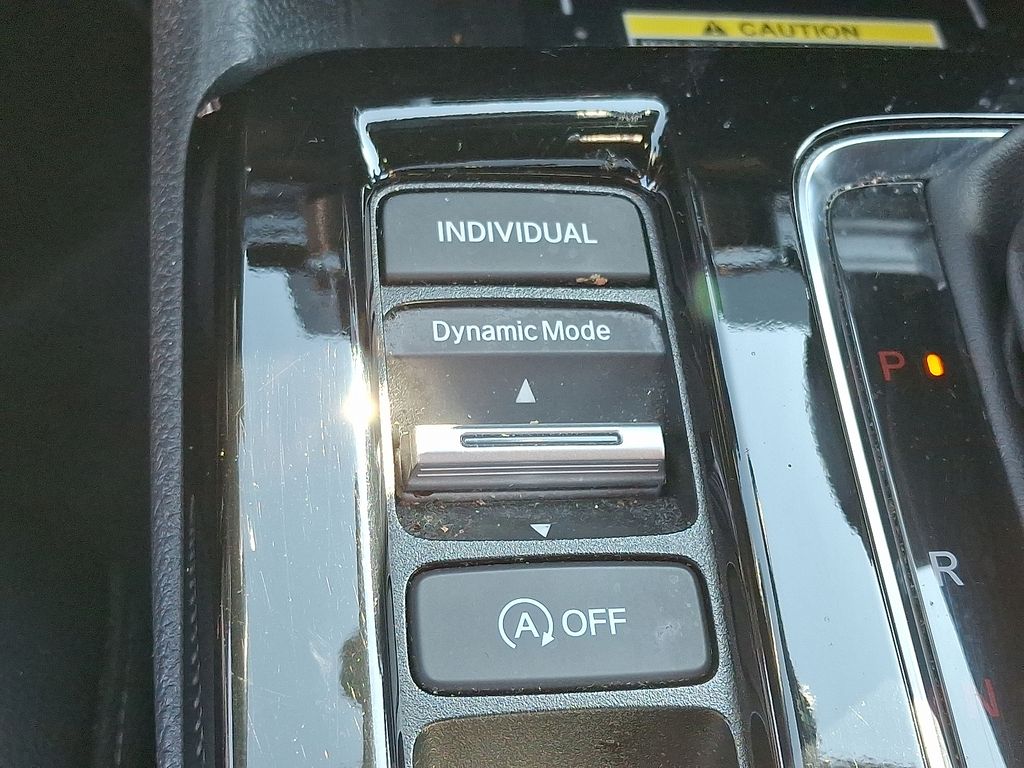 CAUTION
INDIVIDUAL
Dynamic Mode
P
R
A OFF
N